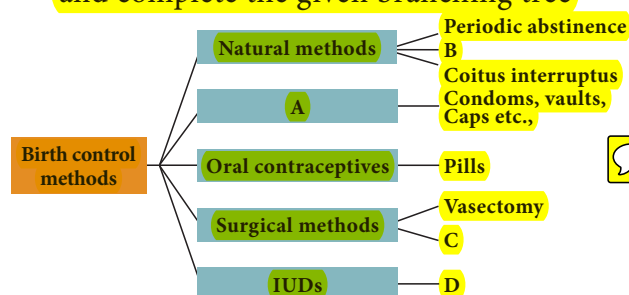 and complete the given branching tree
Periodic abstinence
Natural methods
B
Coitus interruptus
A
Condoms, vaults,
Caps etc.,
Birth control
methods
Oral contraceptives
Pills
Vasectomy
Surgical methods
C
IUDs
D